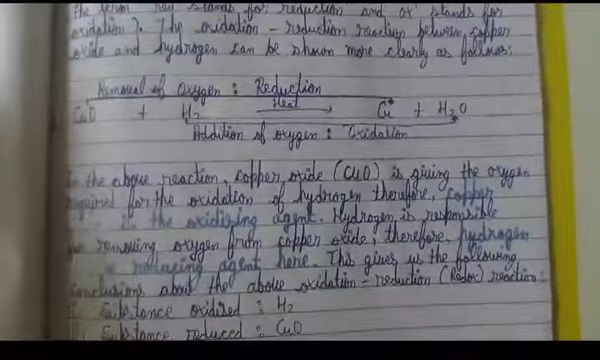 the term 'red' stands for reduction and 'ox' stands for
oxidation). The oxidation - reduction reaction between copper
oxide and hydrogen can be shown more clearly as follows:
Removal of Oxygen : Reduction
CuO + H2 Heat Cu + H2O
Addition of oxygen : Oxidation
In the above reaction, copper oxide (CuO) is giving the oxygen
required for the oxidation of hydrogen therefore, copper
is the oxidising agent. Hydrogen is responsible
for removing oxygen from copper oxide, therefore, hydrogen
reducing agent here. This gives us the following
conclusions about the above oxidation - reduction (Redox) reaction:
Substance oxidised : H2
Substance reduced : CuO